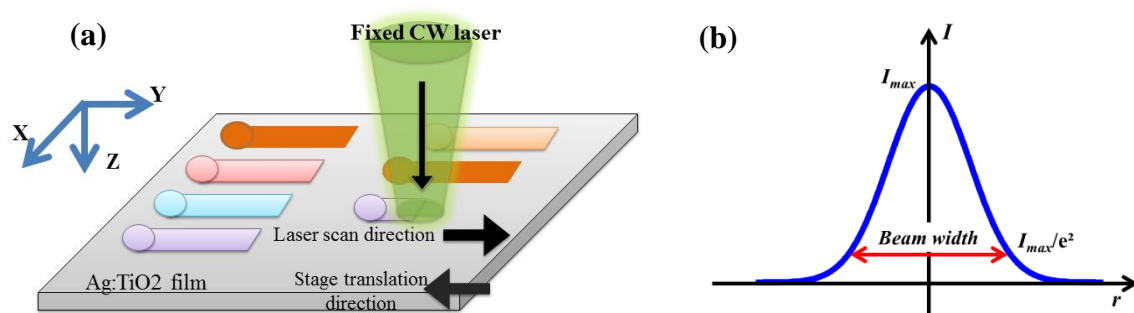 (a)
Fixed CW laser
Y
X
Z
Laser scan direction
Stage translation
direction
Ag:TiO2 film
(b)
I
Imax
Beam width
Imax/e²
r